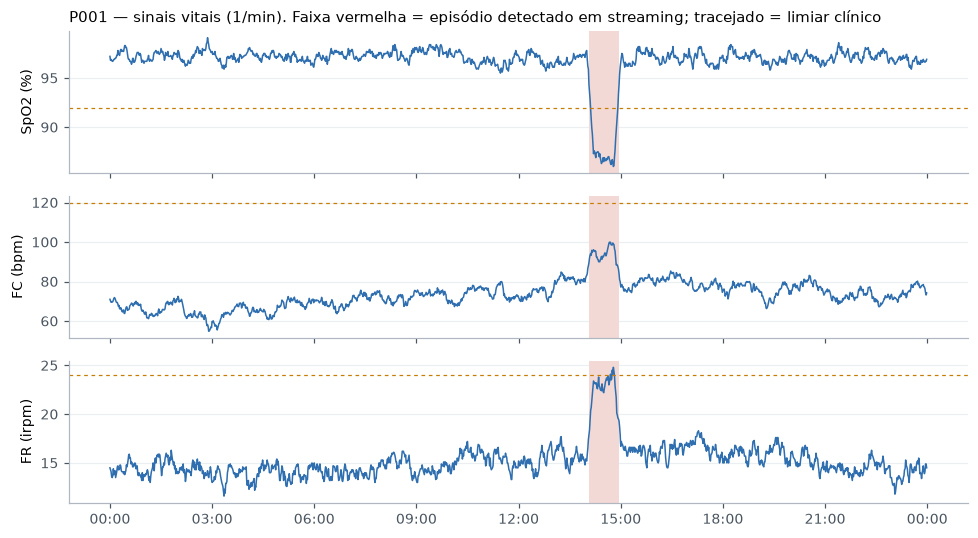 P001 — sinais vitais (1/min). Faixa vermelha = episódio detectado em streaming; tracejado = limiar clínico
SpO2 (%)
95
90
FC (bpm)
120
100
80
60
FR (irpm)
25
20
15
00:00 03:00 06:00 09:00 12:00 15:00 18:00 21:00 00:00